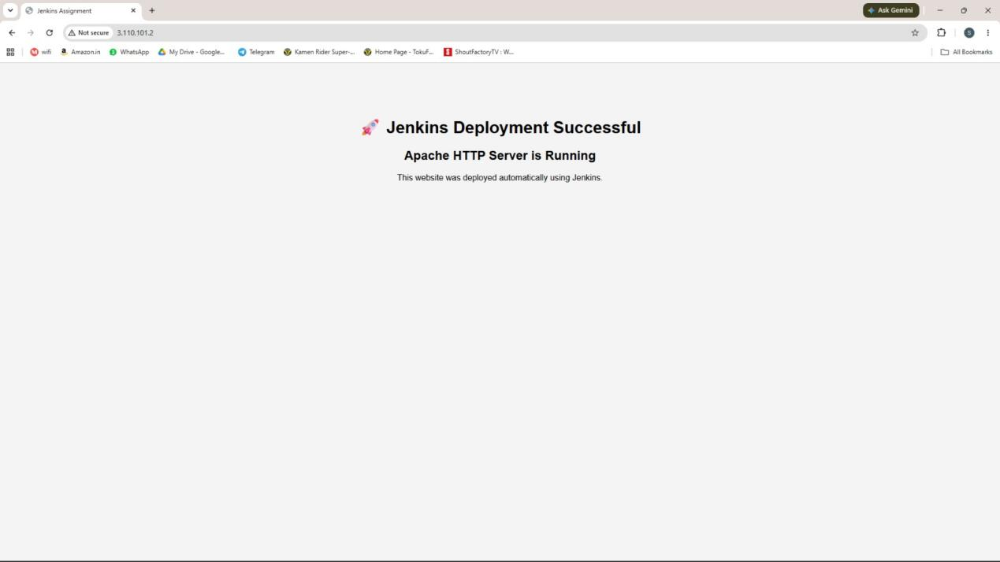 Jenkins Assignment
Ask Gemini
Not secure
3.110.101.2
S
wifi
Amazon.in
WhatsApp
My Drive - Google...
Telegram
Kamen Rider Super-...
Home Page - TokuF...
ShoutFactoryTV : W...
All Bookmarks
🚀 Jenkins Deployment Successful
Apache HTTP Server is Running
This website was deployed automatically using Jenkins.